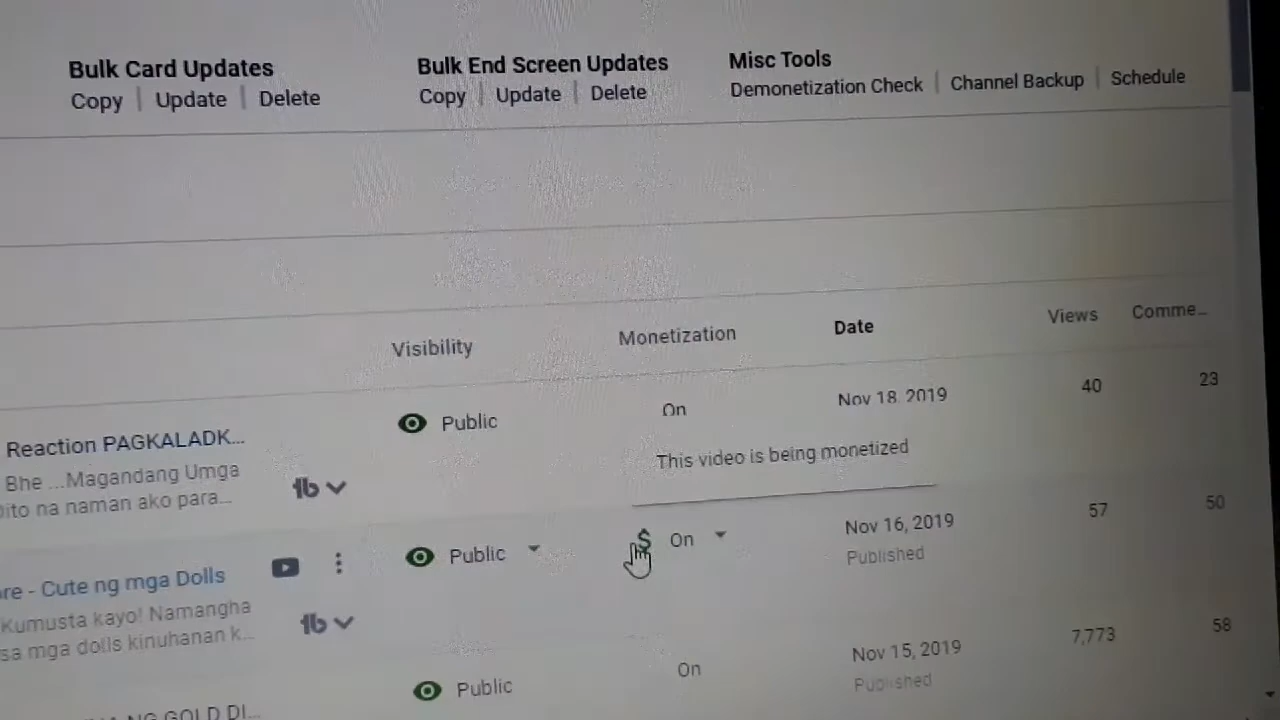 Bulk Card Updates
Copy | Update | Delete
Bulk End Screen Updates
Copy | Update | Delete
Misc Tools
Demonetization Check | Channel Backup | Schedule
Visibility Monetization Date Views Comme...
Reaction PAGKALADK...
Bhe ...Magandang Umga
Dito na naman ako para...
Public On Nov 18, 2019 40 23
This video is being monetized
re - Cute ng mga Dolls
Kumusta kayo! Namangha
sa mga dolls kinuhanan k...
Public $ On Nov 16, 2019 57 50
Published
Public On Nov 15, 2019 7,773 58
Published
NG GOLD DI...